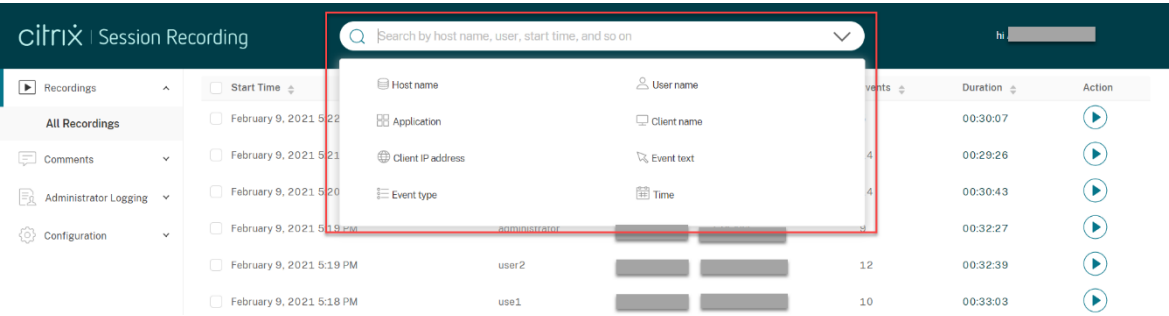 citrix | Session Recording
Search by host name, user, start time, and so on
hi
Recordings
All Recordings
Comments
Administrator Logging
Configuration
Start Time
Duration
Action
Host name
User name
Application
Client name
Client IP address
Event text
Event type
Time
February 9, 2021 5:22
00:30:07
February 9, 2021 5:21
4
00:29:26
February 9, 2021 5:20
4
00:30:43
February 9, 2021 5:19 PM
administrator
8
00:32:27
February 9, 2021 5:19 PM
user2
12
00:32:39
February 9, 2021 5:18 PM
use1
10
00:33:03